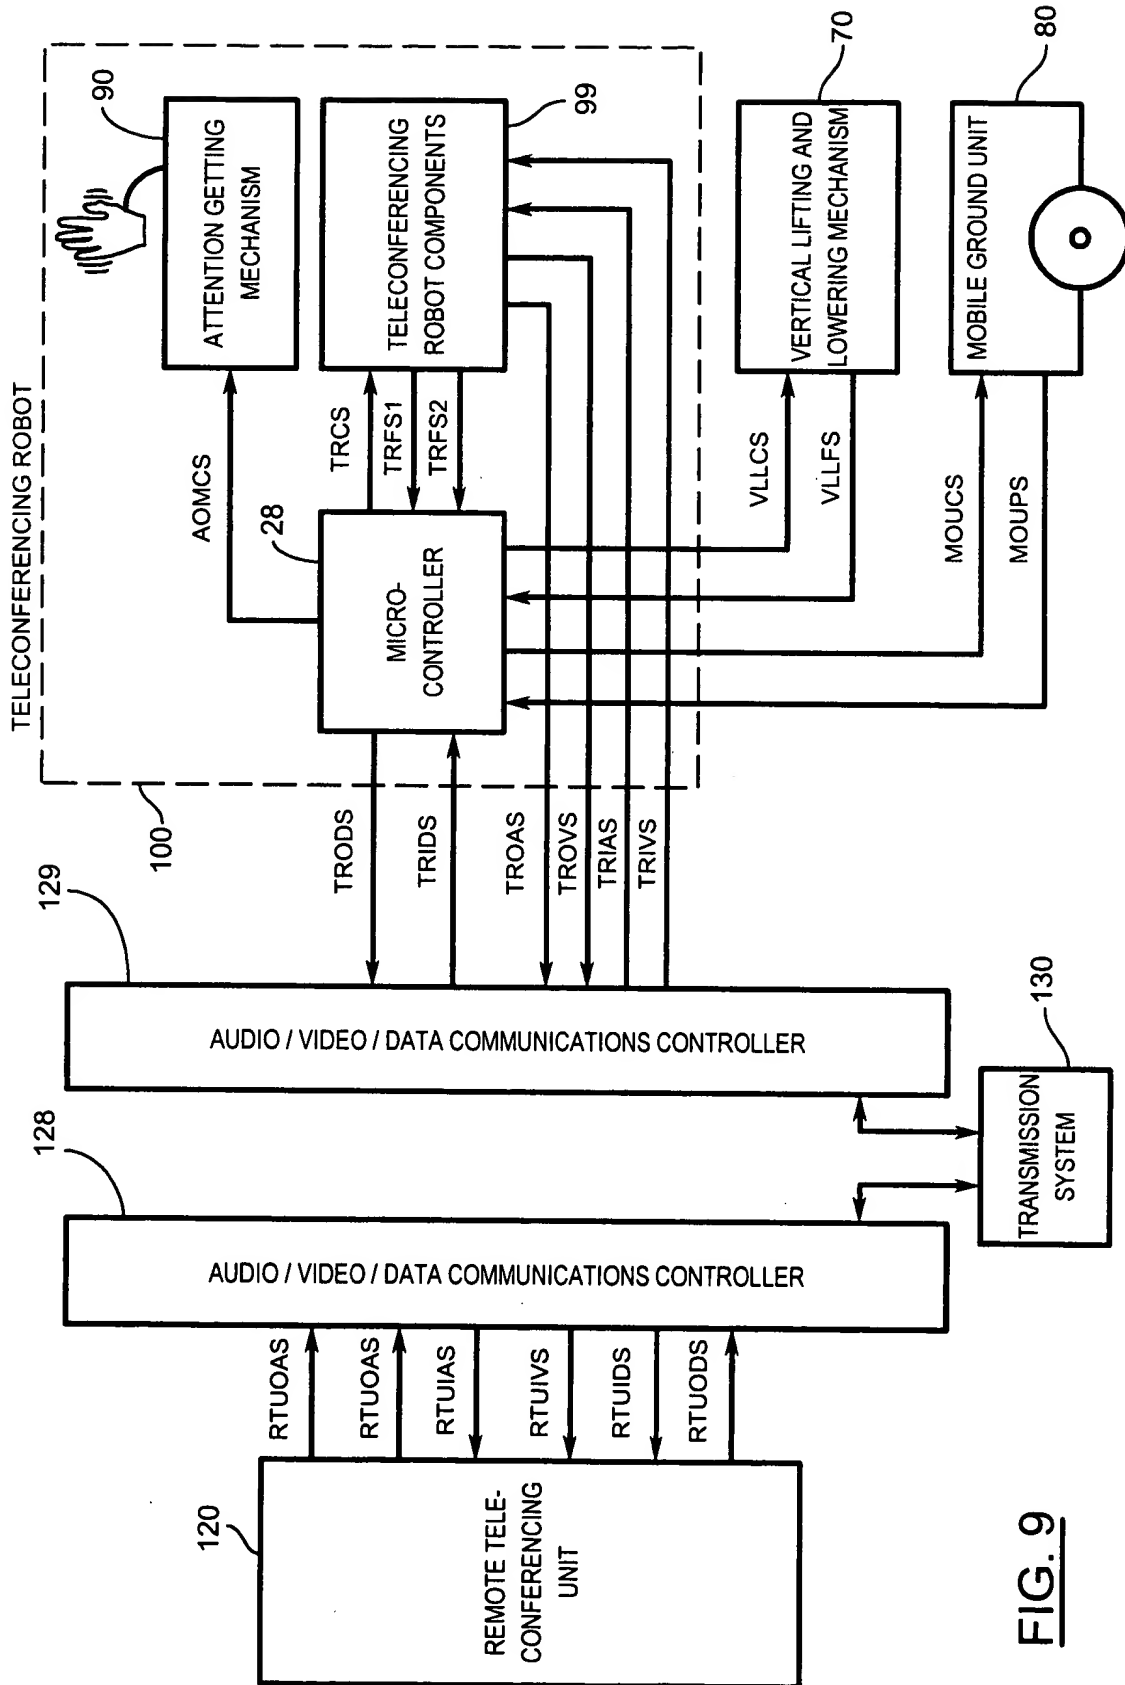 TELECONFERENCING ROBOT
90
ATTENTION GETTING
MECHANISM
TELECONFERENCING
ROBOT COMPONENTS
99
AOMCS
TRCS
TRFS1
TRFS2
28
MICRO-
CONTROLLER
100
VERTICAL LIFTING AND
LOWERING MECHANISM
70
VLLCS
VLLFS
MOBILE GROUND UNIT
80
MOUCS
MOUPS
TRODS
TRIDS
TROAS
TROVS
TRIAS
TRIVS
129
AUDIO / VIDEO / DATA COMMUNICATIONS CONTROLLER
128
AUDIO / VIDEO / DATA COMMUNICATIONS CONTROLLER
130
TRANSMISSION
SYSTEM
RTUOAS
RTUOAS
RTUIAS
RTUIVS
RTUIDS
RTUODS
120
REMOTE TELE-
CONFERENCING
UNIT
FIG. 9